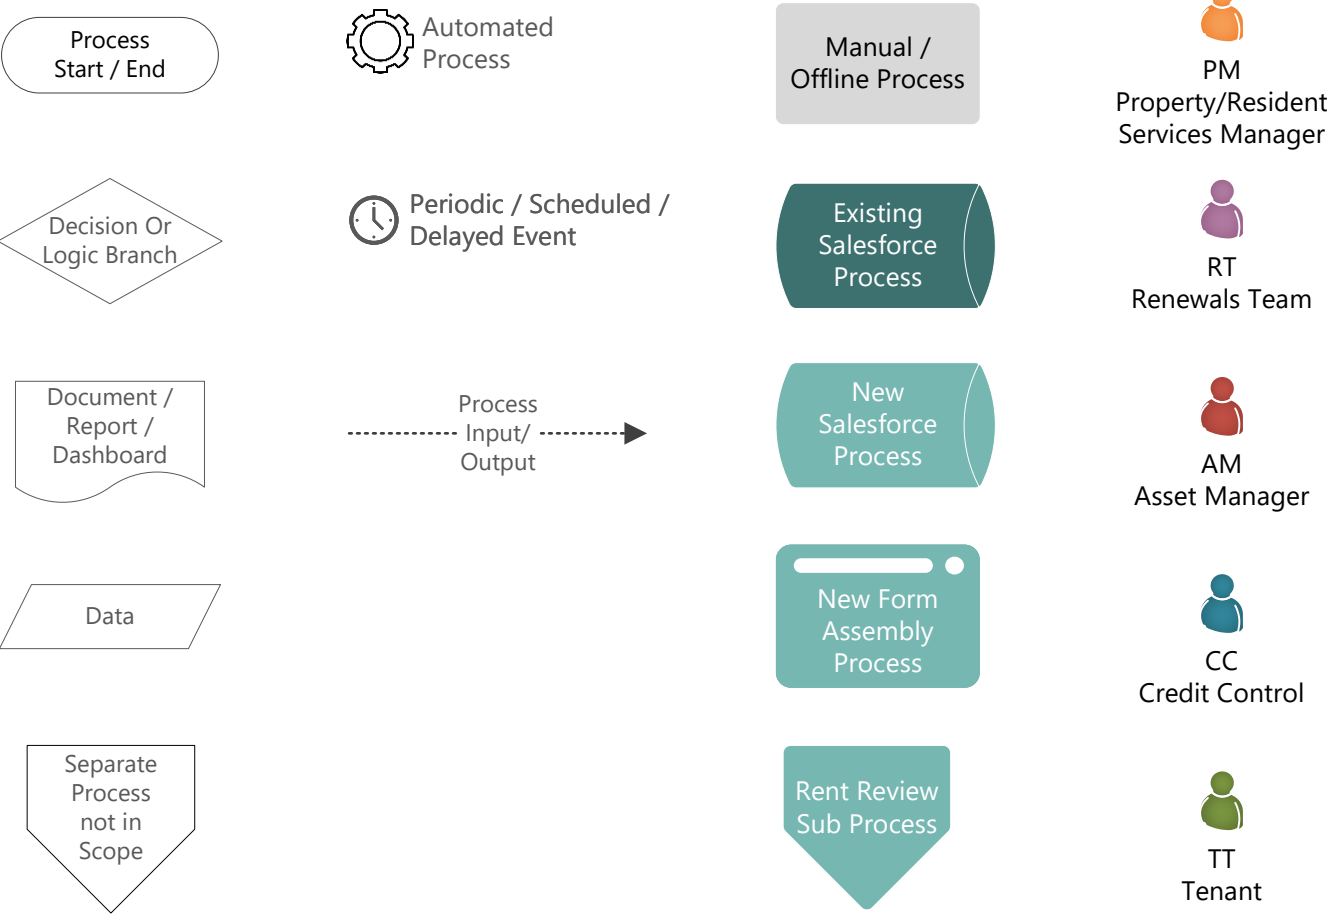 Process
Start / End
Automated
Process
Manual /
Offline Process
PM
Property/Resident
Services Manager
Decision Or
Logic Branch
Periodic / Scheduled /
Delayed Event
Existing
Salesforce
Process
RT
Renewals Team
Document /
Report /
Dashboard
Process
Input/
Output
New
Salesforce
Process
AM
Asset Manager
Data
New Form
Assembly
Process
CC
Credit Control
Separate
Process
not in
Scope
Rent Review
Sub Process
TT
Tenant